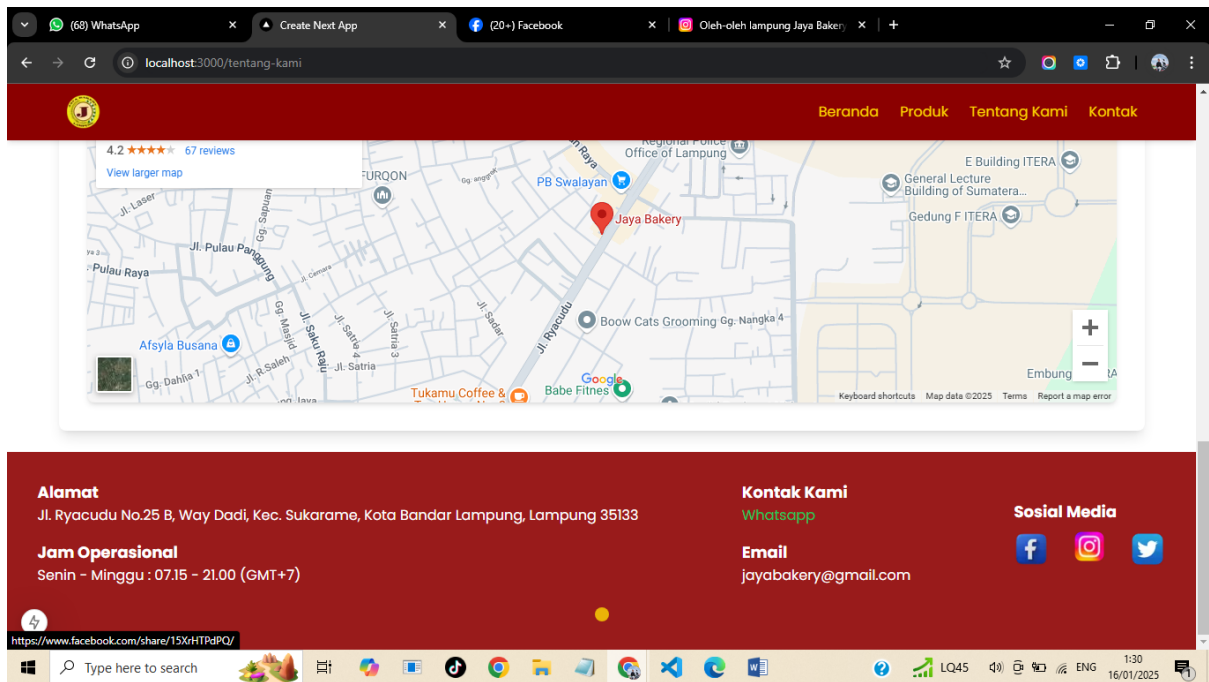 (68) WhatsApp
Create Next App
(20+) Facebook
Oleh-oleh lampung Jaya Bakery
localhost:3000/tentang-kami
J
Beranda Produk Tentang Kami Kontak
4.2 67 reviews
View larger map
FURQON
Gg. anggrek
Raya
Regional Police
Office of Lampung
PB Swalayan
E Building ITERA
General Lecture
Building of Sumatera...
Gedung F ITERA
Jaya Bakery
Jl. Laser
Gg. Sapuan
Jl. Pulau Panggung
Pulau Raya
Jl. Cemara
Gg. Masjid
Jl. Saku Raju
Jl. Satria 4
Jl. Satria 3
Jl. Sadar
Jl. Ryacudu
Boow Cats Grooming
Gg. Nangka 4
Afsyla Busana
Jl. R.Saleh
Jl. Satria
Gg. Dahlia 1
Tukamu Coffee &
Google
Babe Fitnes
Embung
Keyboard shortcuts Map data ©2025 Terms Report a map error
Alamat
Jl. Ryacudu No.25 B, Way Dadi, Kec. Sukarame, Kota Bandar Lampung, Lampung 35133
Jam Operasional
Senin - Minggu : 07.15 - 21.00 (GMT+7)
Kontak Kami
Whatsapp
Email
jayabakery@gmail.com
Sosial Media
https://www.facebook.com/share/15XrHTPdPQ/
Type here to search
LQ45
ENG
1:30
16/01/2025
1